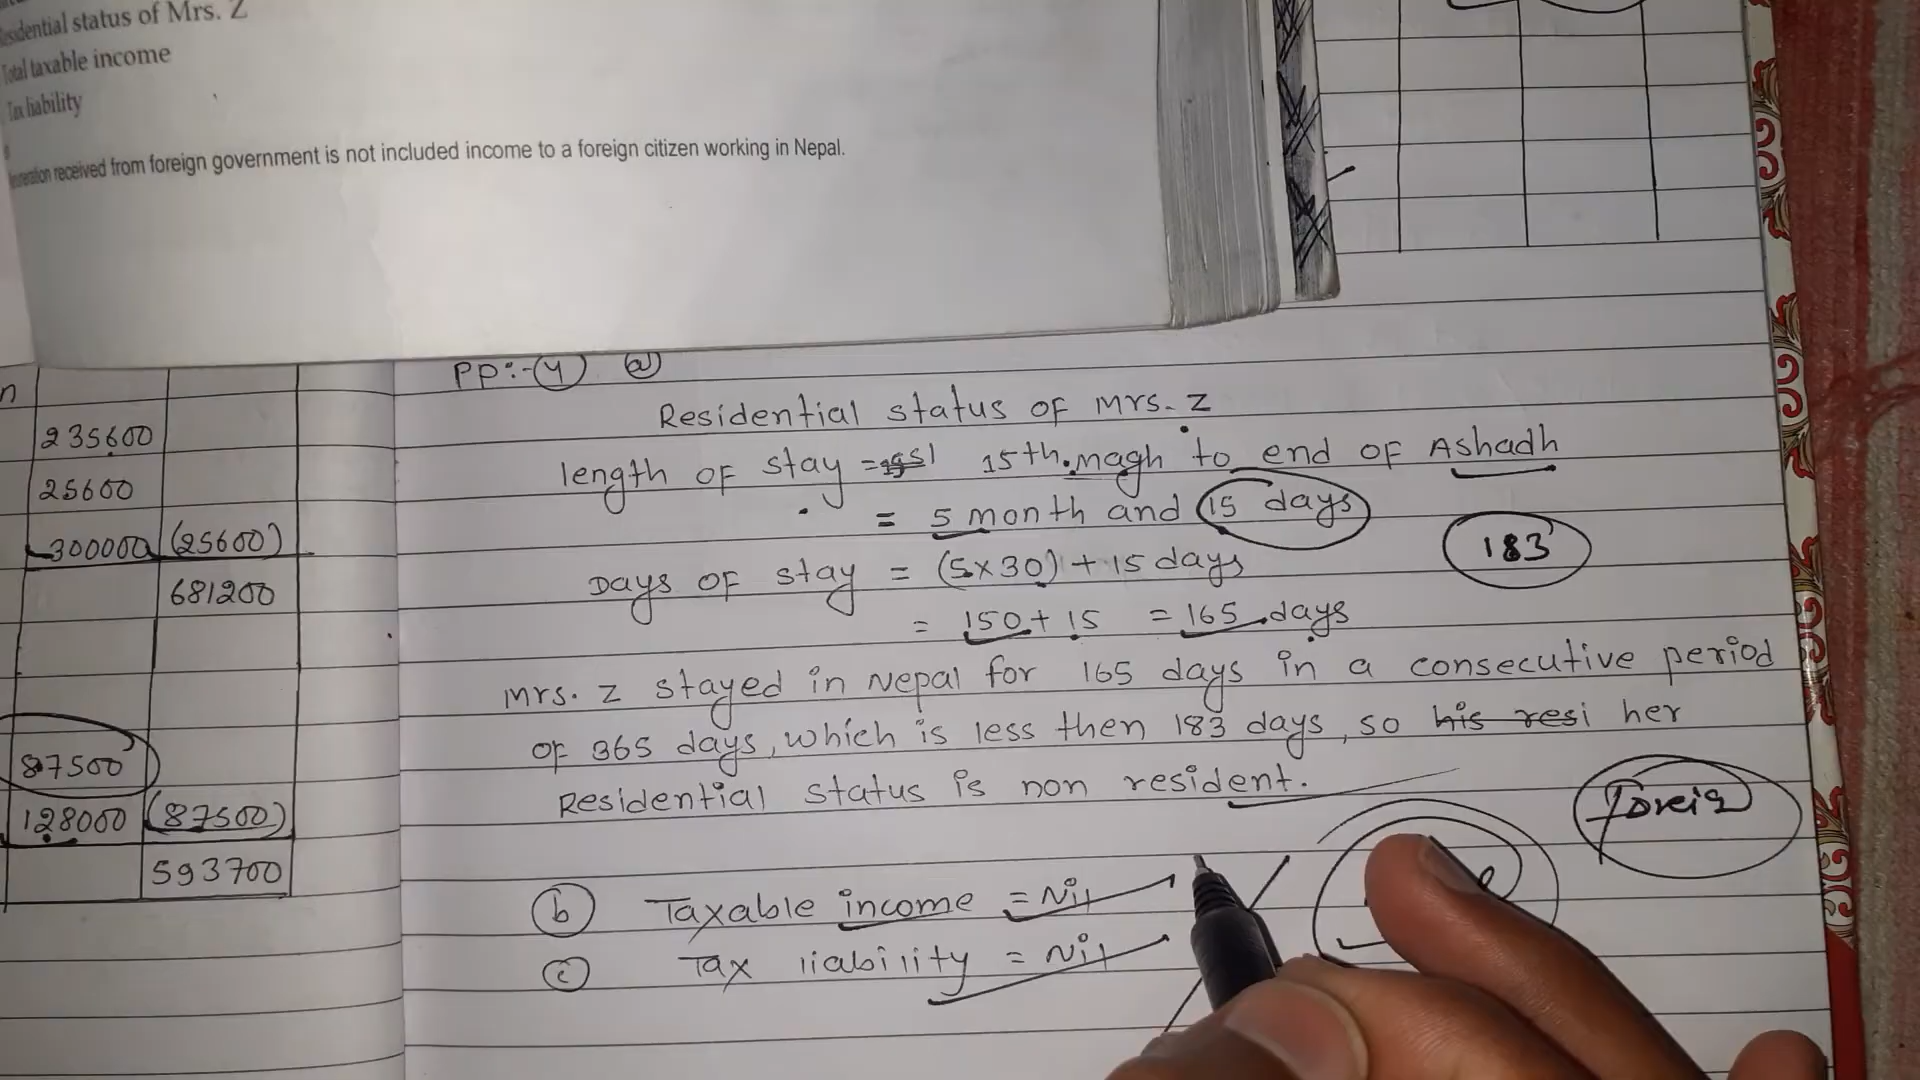 Residential status of Mrs. Z
Total taxable income
Tax liability
received from foreign government is not included income to a foreign citizen working in Nepal.
PP:-(4) (a)
Residential status of Mrs. Z
length of stay = 15th magh to end of Ashadh
= 5 month and 15 days
183
Days of stay = (5x30) + 15 days
= 150 + 15 = 165 days
Mrs. Z stayed in Nepal for 165 days in a consecutive period
of 365 days, which is less then 183 days, so his resi her
Residential status is non resident.
foreig
(b) Taxable income = Nil
(c) Tax liability = Nil
n
235600
25600
300000 (25600)
681200
87500
128000 (87500)
593700